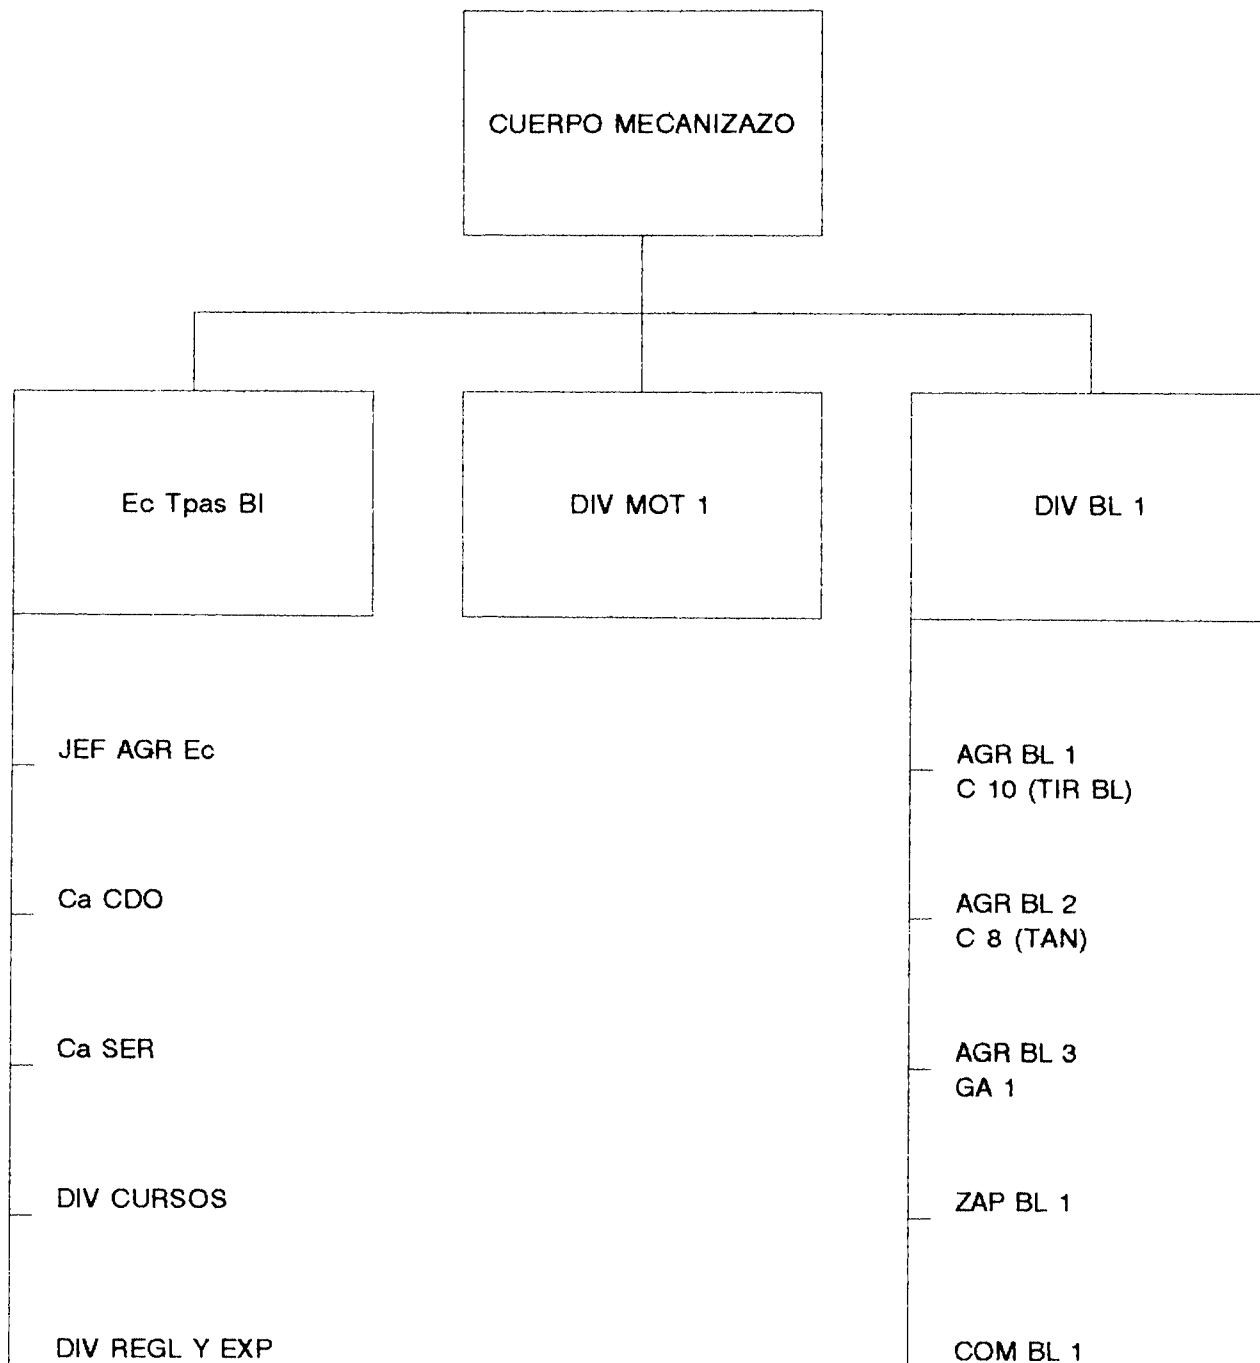 CUERPO MECANIZAZO
Ec Tpas Bl
DIV MOT 1
DIV BL 1
JEF AGR Ec
Ca CDO
Ca SER
DIV CURSOS
DIV REGL Y EXP
AGR BL 1
C 10 (TIR BL)
AGR BL 2
C 8 (TAN)
AGR BL 3
GA 1
ZAP BL 1
COM BL 1